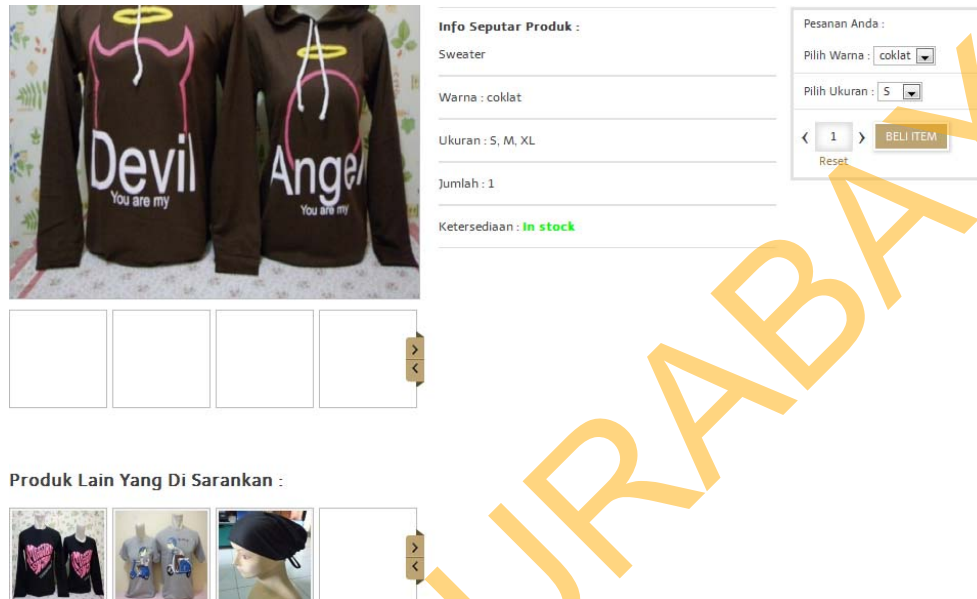 Devil
You are my
Angel
You are my
Info Seputar Produk :
Sweater
Warna : coklat
Ukuran : S, M, XL
Jumlah : 1
Ketersediaan : In stock
Pesanan Anda :
Pilih Warna : coklat
Pilih Ukuran : S
‹ 1 › BELI ITEM
Reset
Produk Lain Yang Di Sarankan :
URABAY